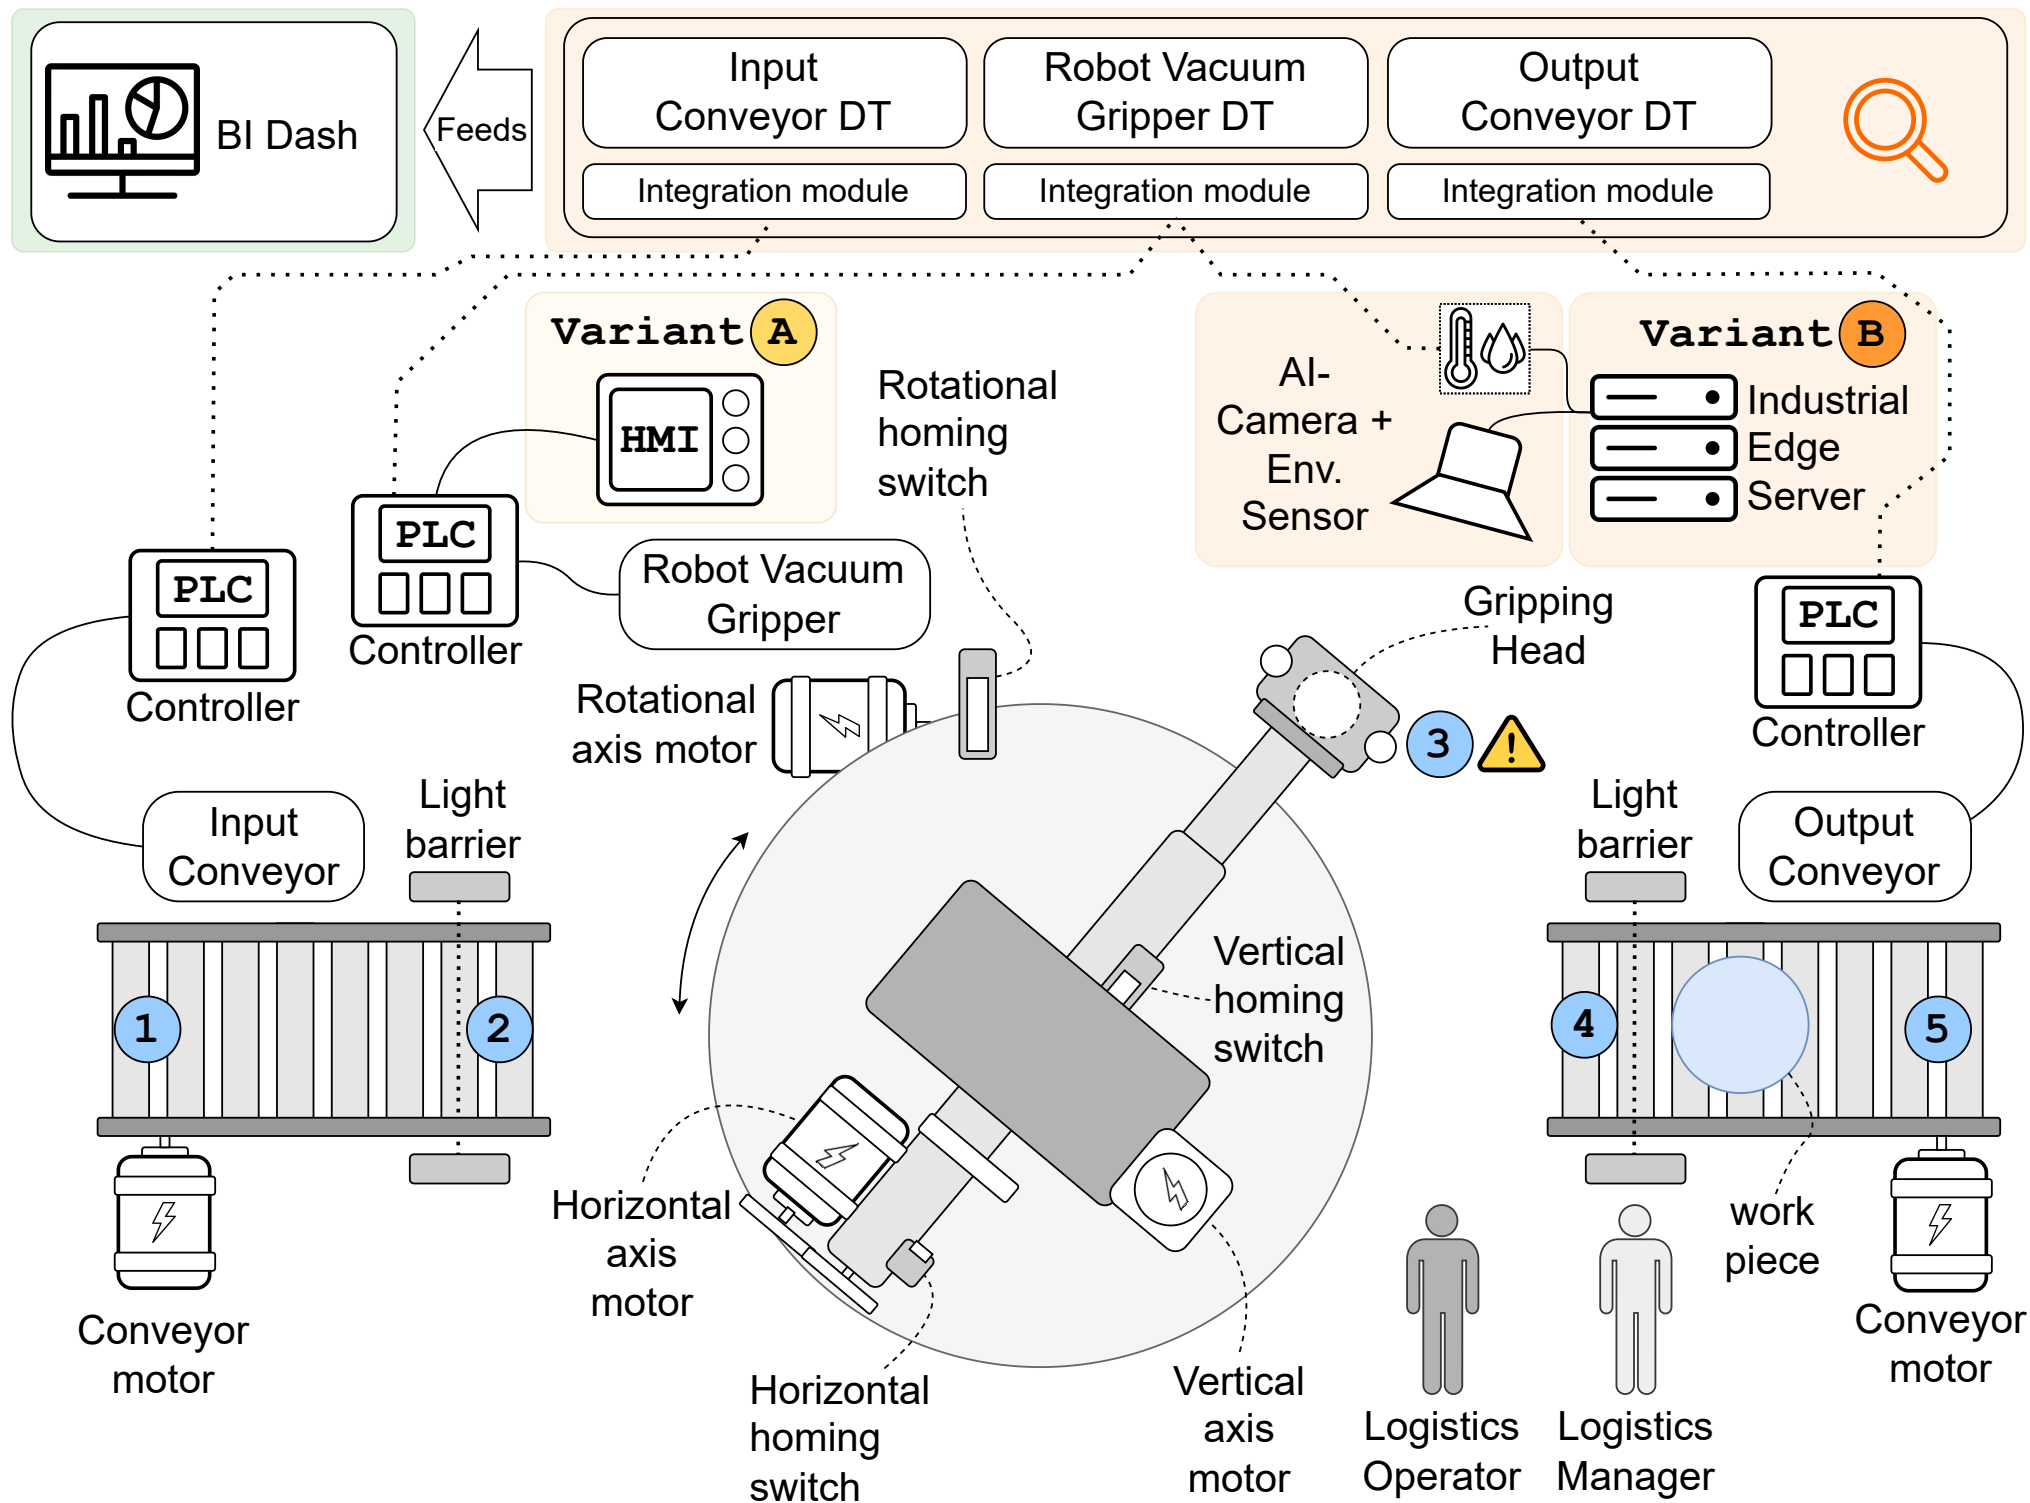 BI Dash
Feeds
Input
Conveyor DT
Robot Vacuum
Gripper DT
Output
Conveyor DT
Integration module
Integration module
Integration module
Variant A
HMI
Rotational
homing
switch
AI-
Camera +
Env.
Sensor
Variant B
Industrial
Edge
Server
PLC
Controller
PLC
Controller
Robot Vacuum
Gripper
Gripping
Head
PLC
Controller
Rotational
axis motor
3
Input
Conveyor
Light
barrier
Light
barrier
Output
Conveyor
1
2
Vertical
homing
switch
4
5
Horizontal
axis
motor
work
piece
Conveyor
motor
Conveyor
motor
Horizontal
homing
switch
Vertical
axis
motor
Logistics
Operator
Logistics
Manager